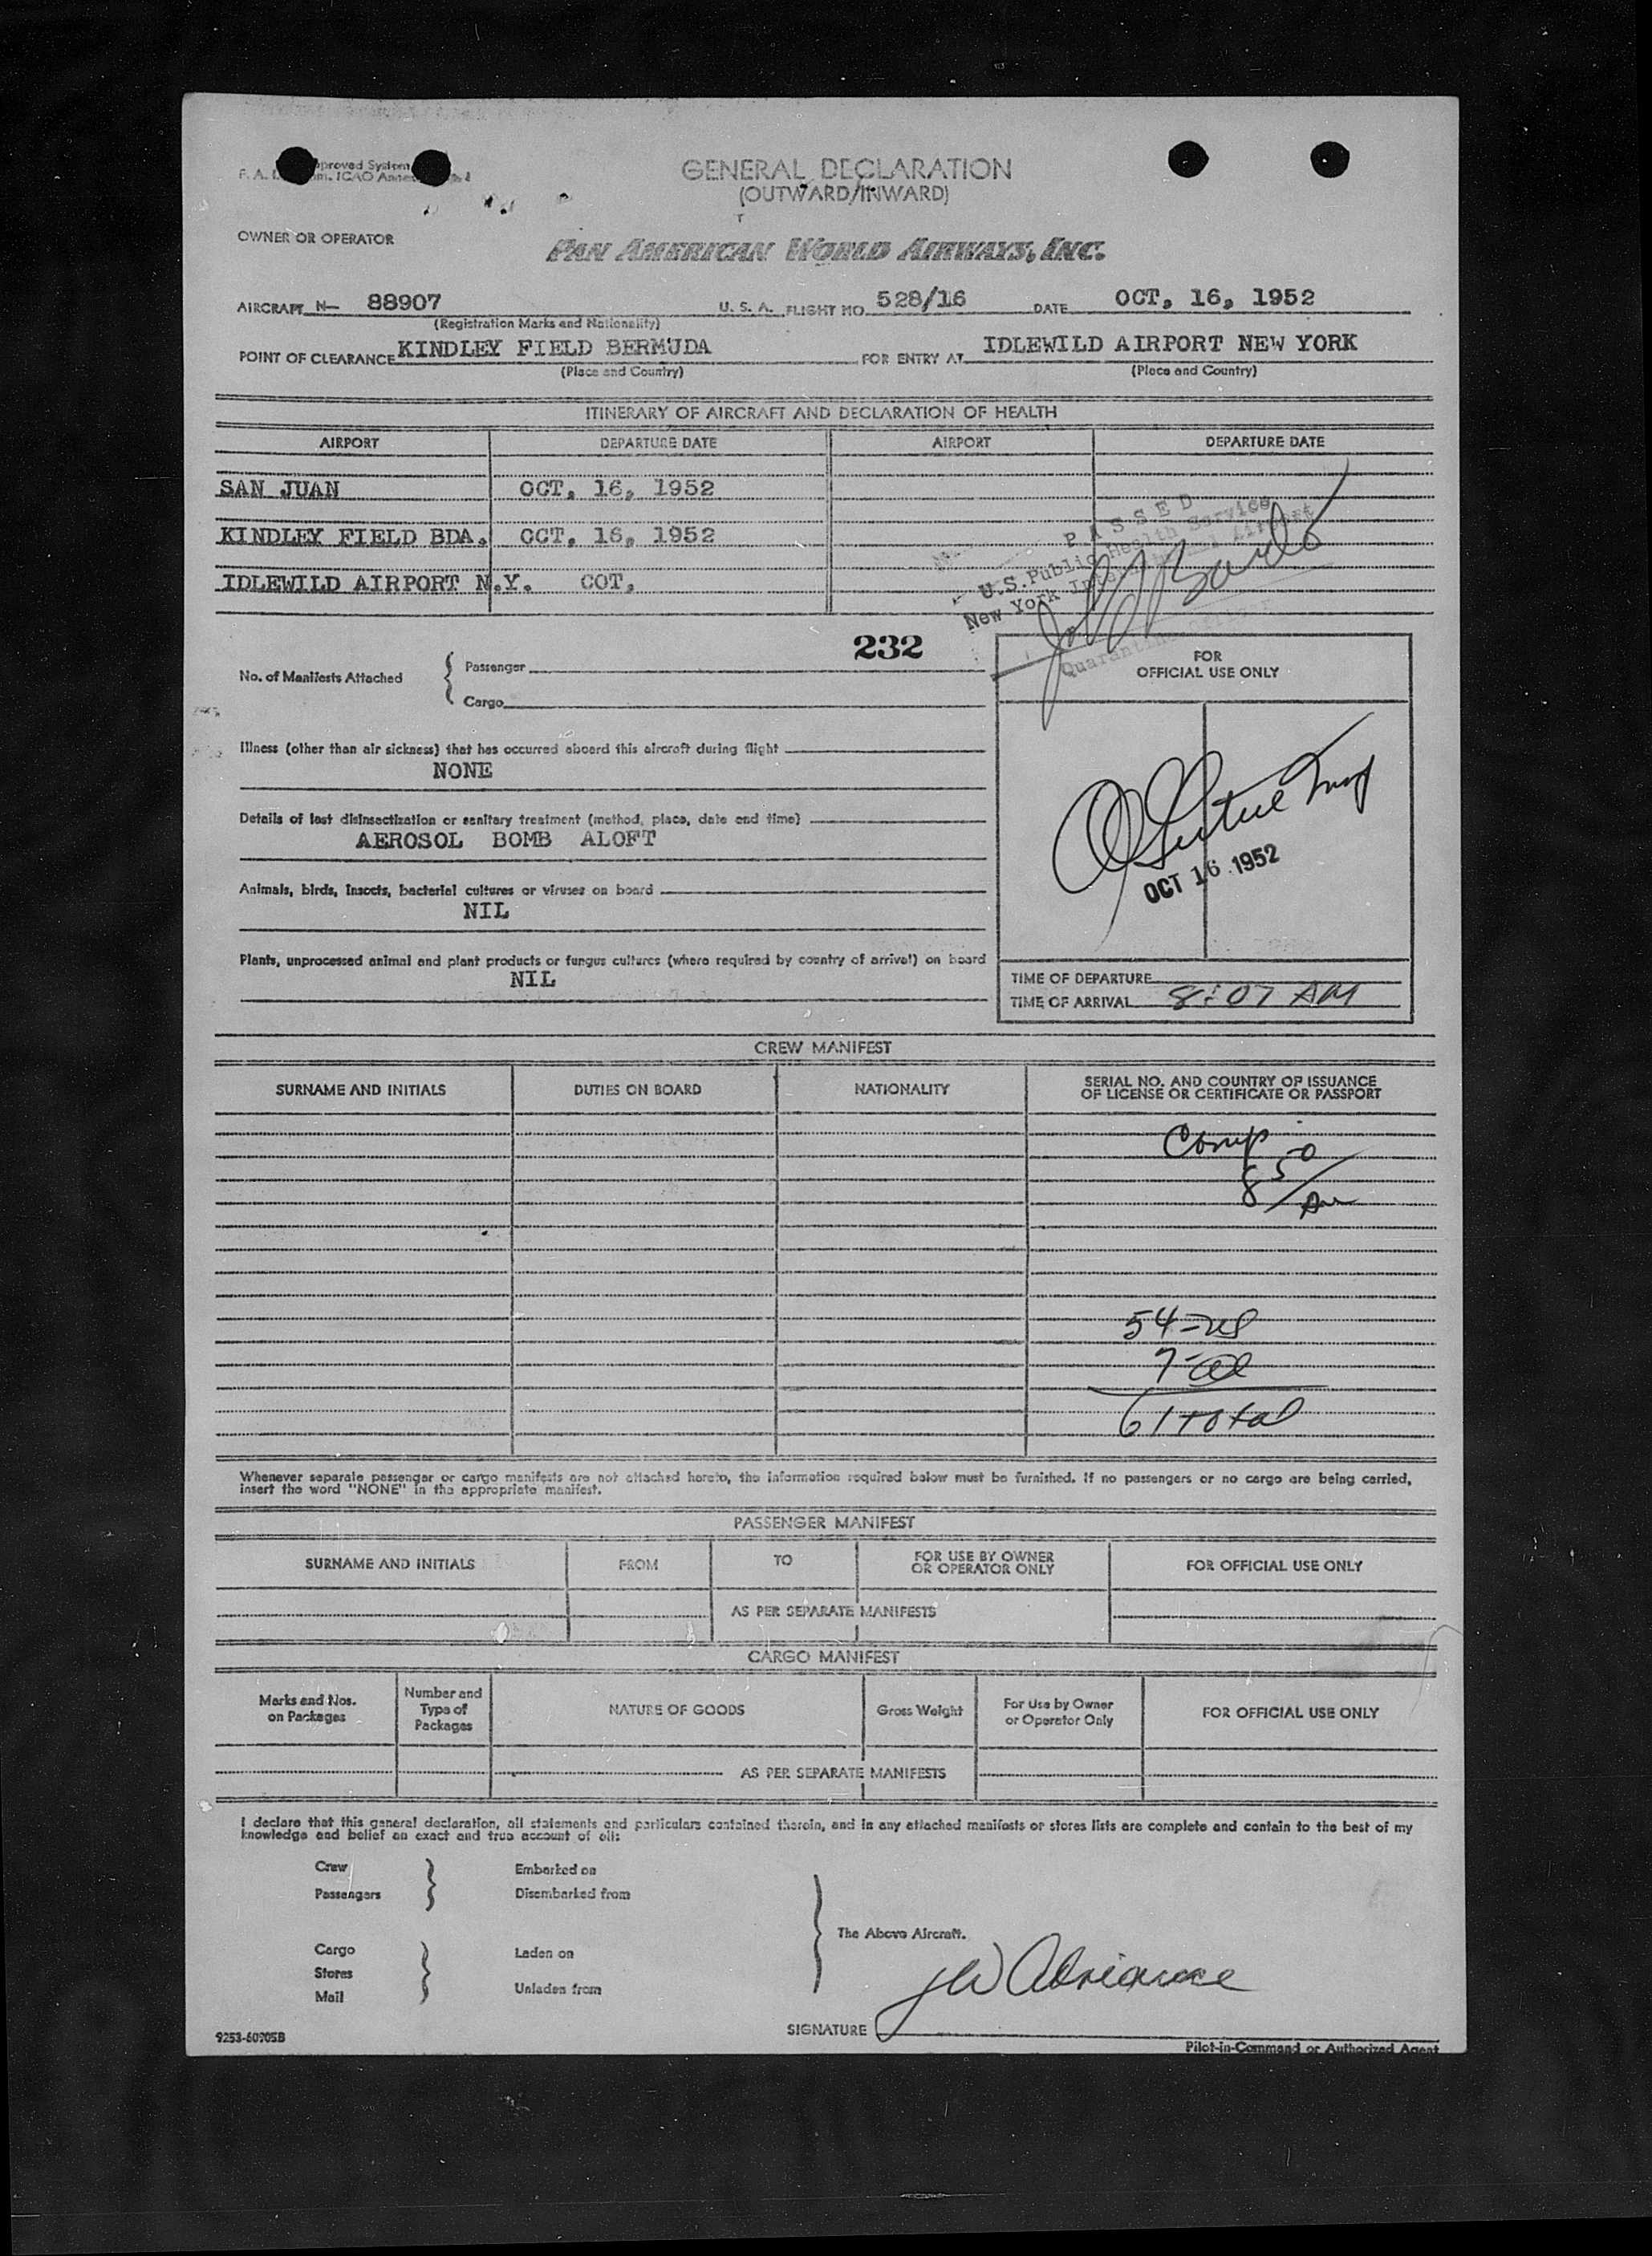 GENERAL DECLARATION
(OUTWARD/INWARD)
OWNER OR OPERATOR
PAN AMERICAN WORLD AIRWAYS, INC.
AIRCRAFT N— 88907 U. S. A. FLIGHT NO. 528/16 DATE OCT, 16, 1952
(Registration Marks and Nationality)
POINT OF CLEARANCE KINDLEY FIELD BERMUDA FOR ENTRY AT IDLEWILD AIRPORT NEW YORK
(Place and Country) (Place and Country)
ITINERARY OF AIRCRAFT AND DECLARATION OF HEALTH
AIRPORT DEPARTURE DATE AIRPORT DEPARTURE DATE
SAN JUAN OCT, 16, 1952
KINDLEY FIELD BDA. OCT, 16, 1952
IDLEWILD AIRPORT N.Y. COT,
PASSED
U.S. Public Health Service
New York International Airport
Quarantine Officer
232
No. of Manifests Attached
Passenger
Cargo
FOR
OFFICIAL USE ONLY
Illness (other than air sickness) that has occurred aboard this aircraft during flight
NONE
Details of last disinsectization or sanitary treatment (method, place, date and time)
AEROSOL BOMB ALOFT
OCT 16 1952
Animals, birds, insects, bacterial cultures or viruses on board
NIL
Plants, unprocessed animal and plant products or fungus cultures (where required by country of arrival) on board
NIL
TIME OF DEPARTURE
TIME OF ARRIVAL 8:07 AM
CREW MANIFEST
SURNAME AND INITIALS DUTIES ON BOARD NATIONALITY SERIAL NO. AND COUNTRY OF ISSUANCE
OF LICENSE OR CERTIFICATE OR PASSPORT
Comp
850
54-US
7-al
61 total
Whenever separate passenger or cargo manifests are not attached hereto, the information required below must be furnished. If no passengers or no cargo are being carried,
insert the word "NONE" in the appropriate manifest.
PASSENGER MANIFEST
SURNAME AND INITIALS FROM TO FOR USE BY OWNER
OR OPERATOR ONLY FOR OFFICIAL USE ONLY
AS PER SEPARATE MANIFESTS
CARGO MANIFEST
Marks and Nos.
on Packages
Number and
Type of
Packages
NATURE OF GOODS
Gross Weight
For Use by Owner
or Operator Only
FOR OFFICIAL USE ONLY
AS PER SEPARATE MANIFESTS
I declare that this general declaration, all statements and particulars contained therein, and in any attached manifests or stores lists are complete and contain to the best of my
knowledge and belief an exact and true account of all:
Crew Embarked on
Passengers Disembarked from
The Above Aircraft.
Cargo Laden on
Stores
Mail Unladen from
JW Adriance
SIGNATURE
9253-60905B
Pilot-in-Command or Authorized Agent